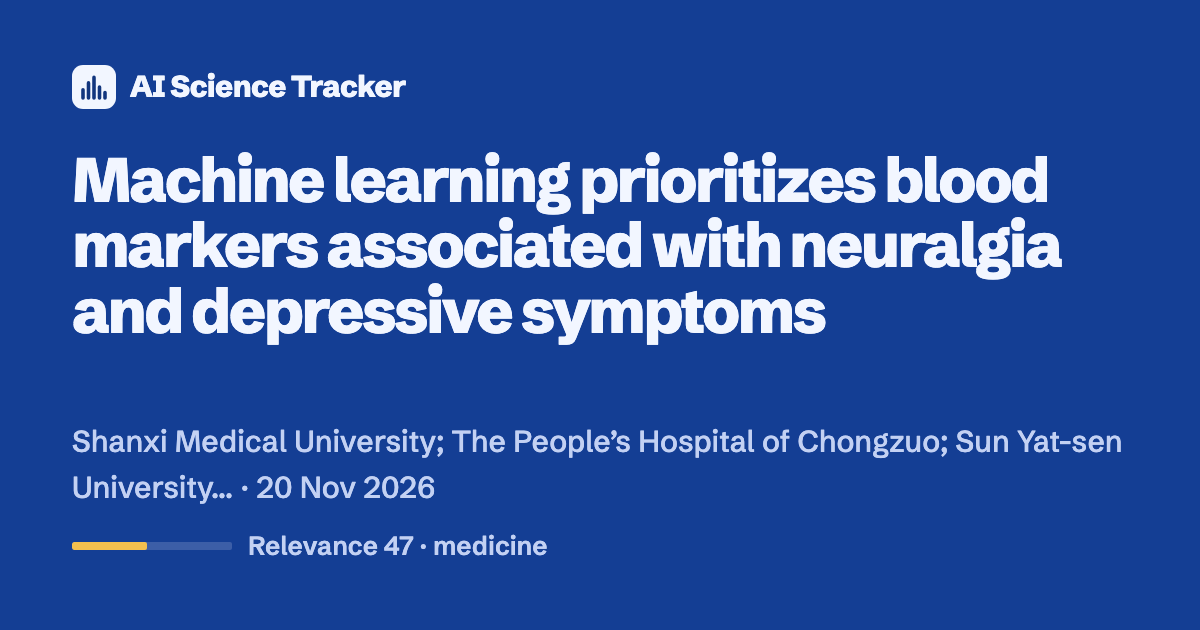 AI Science Tracker
Machine learning prioritizes blood
markers associated with neuralgia
and depressive symptoms
Shanxi Medical University; The People’s Hospital of Chongzuo; Sun Yat-sen
University… · 20 Nov 2026
Relevance 47 · medicine